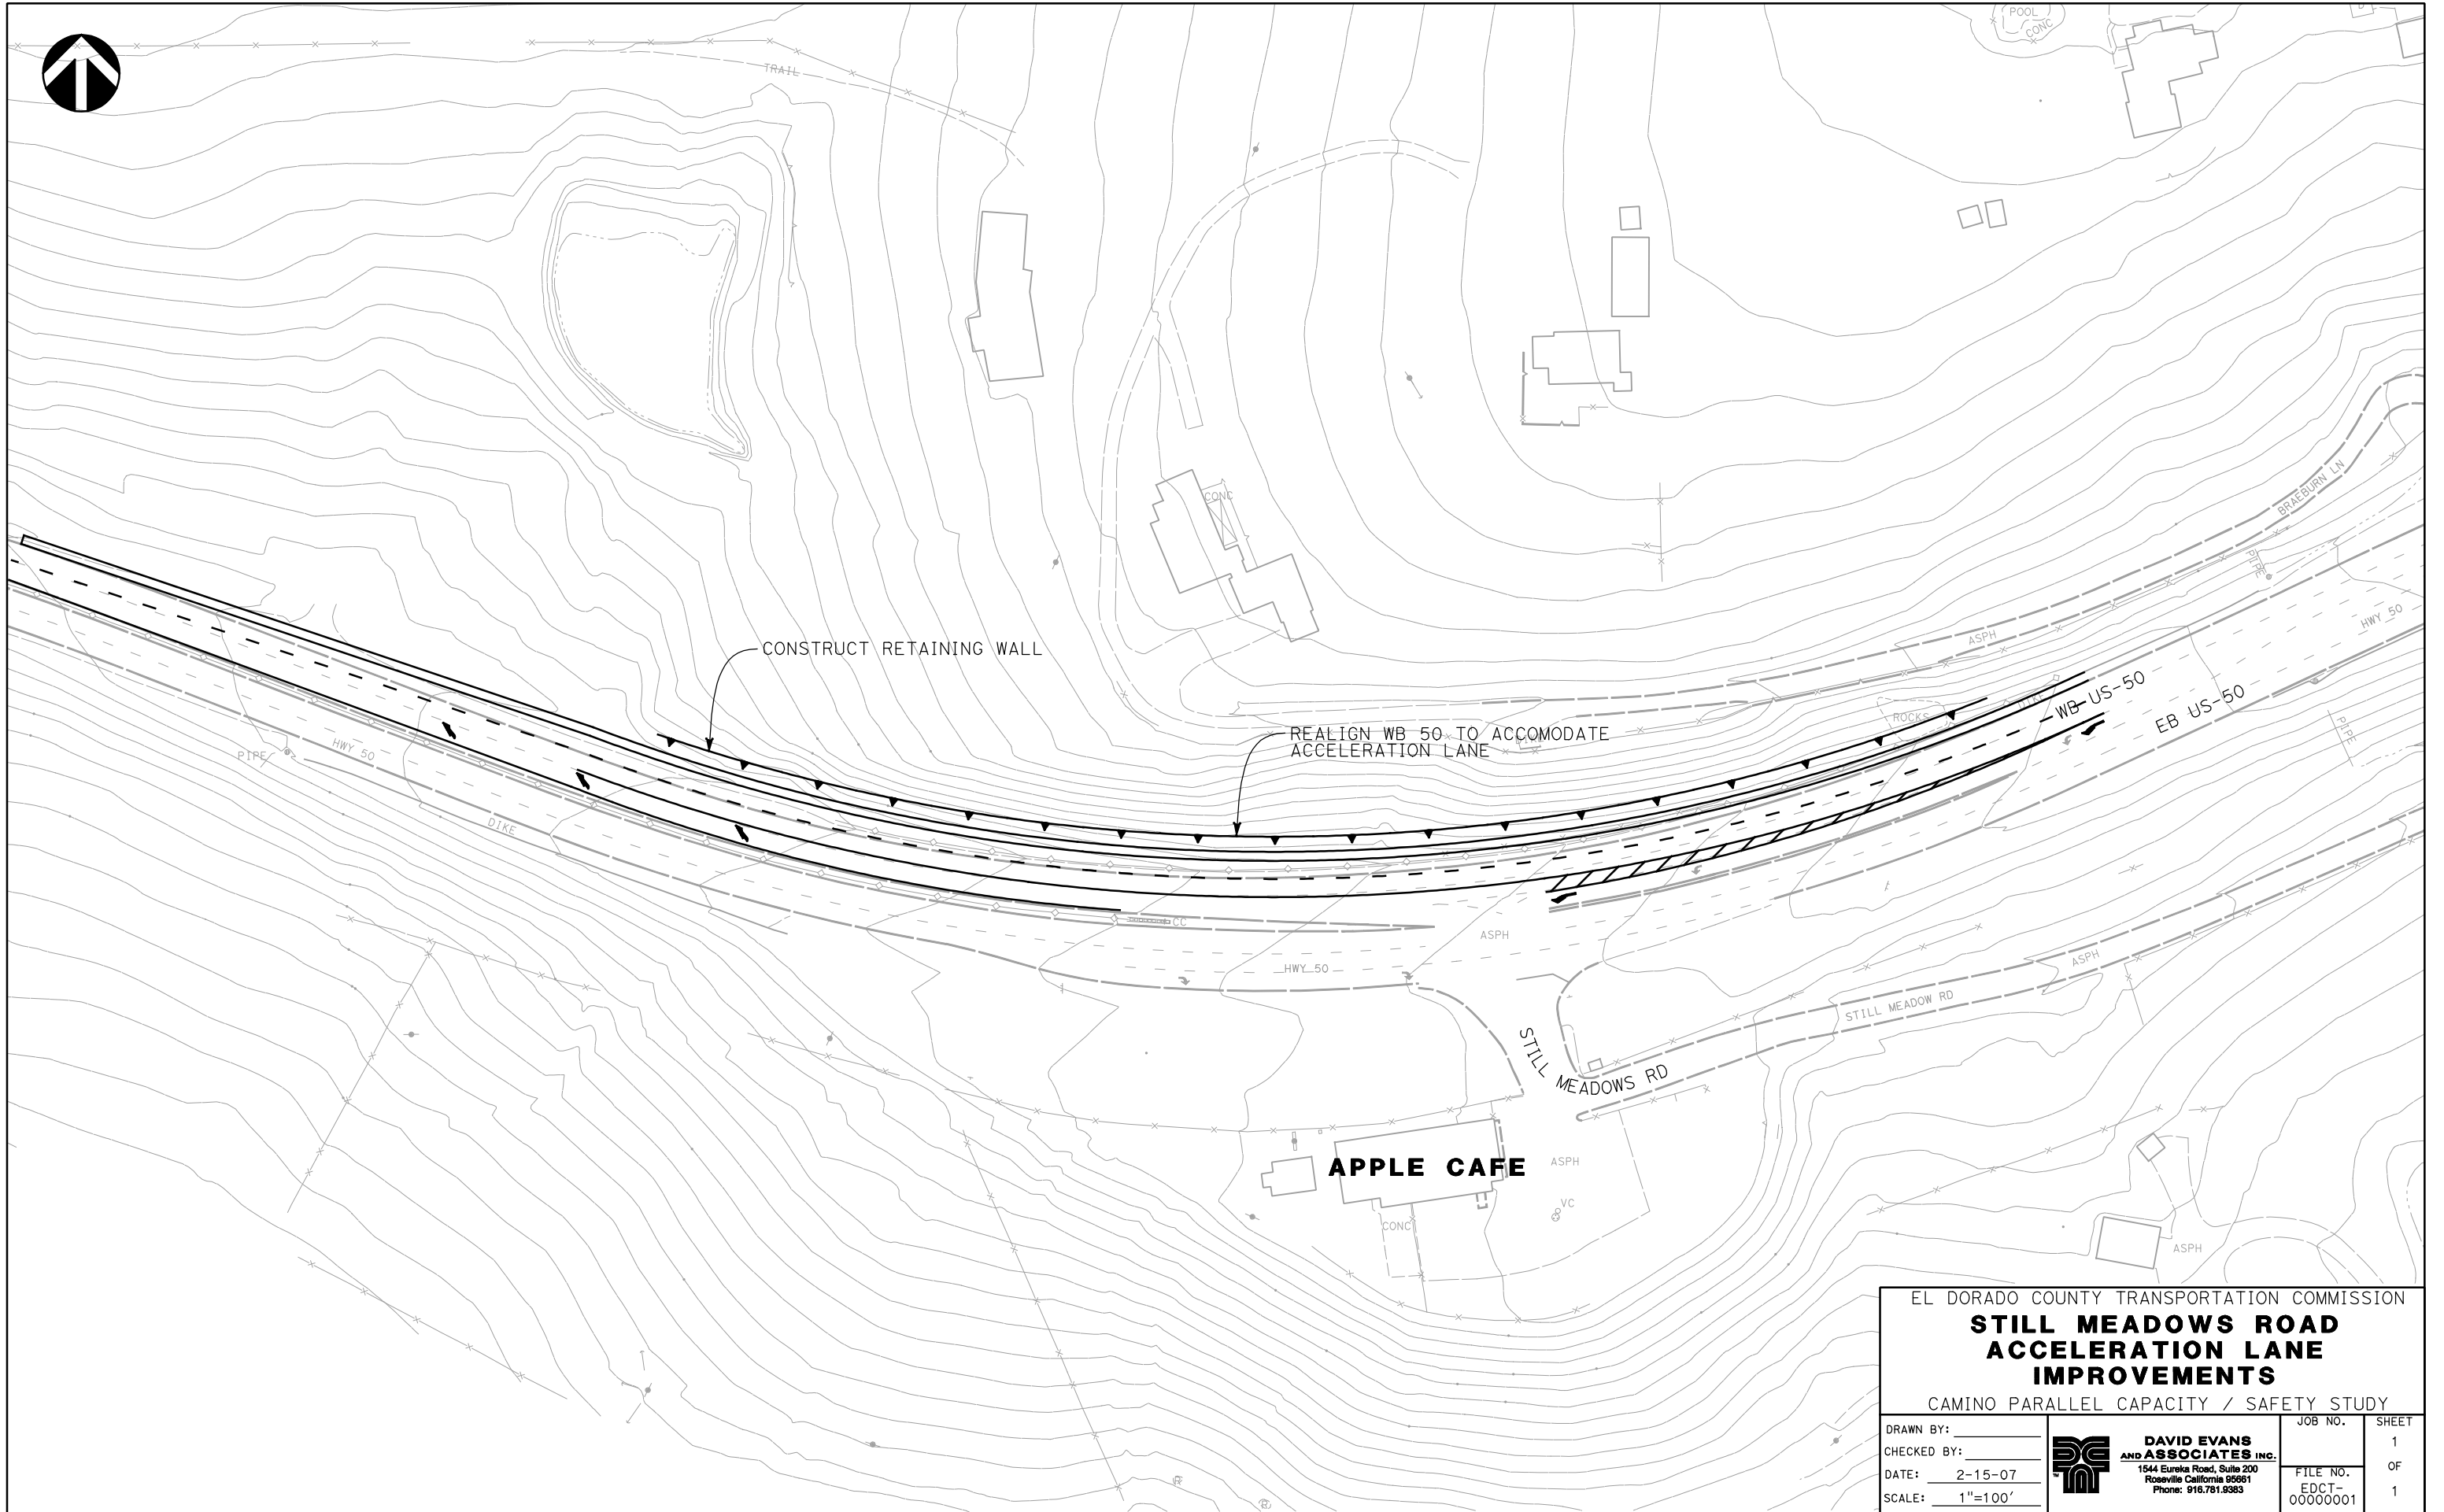 POOL
CONC
TRAIL
CONC
BRAEBURN LN
PIPE
HWY 50
ASPH
CONSTRUCT RETAINING WALL
WB US-50
EB US-50
ROCKS
REALIGN WB 50 TO ACCOMODATE
ACCELERATION LANE
PIPE
HWY 50
PIPE
DIKE
CC
ASPH
HWY 50
ASPH
STILL MEADOW RD
STILL MEADOWS RD
APPLE CAFE
ASPH
VC
CONC
ASPH
EL DORADO COUNTY TRANSPORTATION COMMISSION
STILL MEADOWS ROAD
ACCELERATION LANE
IMPROVEMENTS
CAMINO PARALLEL CAPACITY / SAFETY STUDY
DRAWN BY:
CHECKED BY:
DATE: 2-15-07
SCALE: 1"=100'
DAVID EVANS
AND ASSOCIATES INC.
1544 Eureka Road, Suite 200
Roseville California 95661
Phone: 916.781.9383
TM
JOB NO.
FILE NO.
EDCT-
00000001
SHEET
1
OF
1